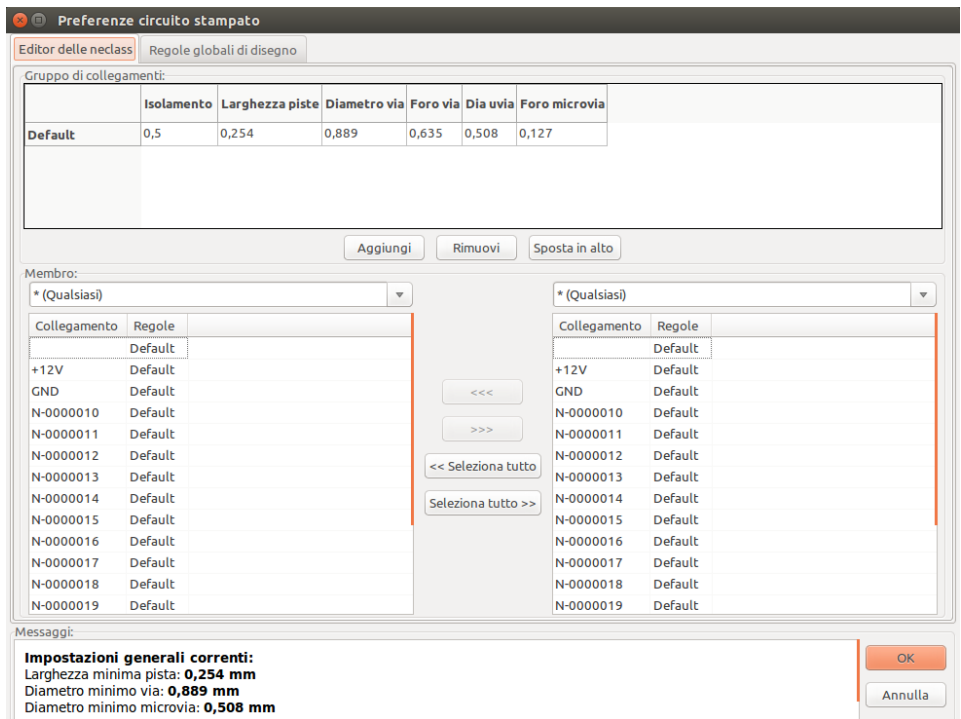 Preferenze circuito stampato
Editor delle neclass Regole globali di disegno
Gruppo di collegamenti:
Isolamento Larghezza piste Diametro via Foro via Dia uvia Foro microvia
Default 0,5 0,254 0,889 0,635 0,508 0,127
Aggiungi Rimuovi Sposta in alto
Membro:
* (Qualsiasi) * (Qualsiasi)
Collegamento Regole Collegamento Regole
Default Default
+12V Default +12V Default
GND Default <<< GND Default
N-0000010 Default N-0000010 Default
N-0000011 Default >>> N-0000011 Default
N-0000012 Default N-0000012 Default
N-0000013 Default << Seleziona tutto N-0000013 Default
N-0000014 Default N-0000014 Default
N-0000015 Default Seleziona tutto >> N-0000015 Default
N-0000016 Default N-0000016 Default
N-0000017 Default N-0000017 Default
N-0000018 Default N-0000018 Default
N-0000019 Default N-0000019 Default
Messaggi:
Impostazioni generali correnti: OK
Larghezza minima pista: 0,254 mm
Diametro minimo via: 0,889 mm Annulla
Diametro minimo microvia: 0,508 mm